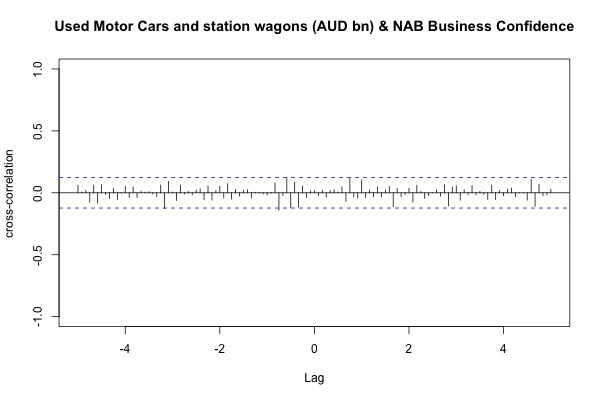 Used Motor Cars and station wagons (AUD bn) & NAB Business Confidence
1.0
0.5
0.0
-0.5
-1.0
cross-correlation
-4 -2 0 2 4
Lag